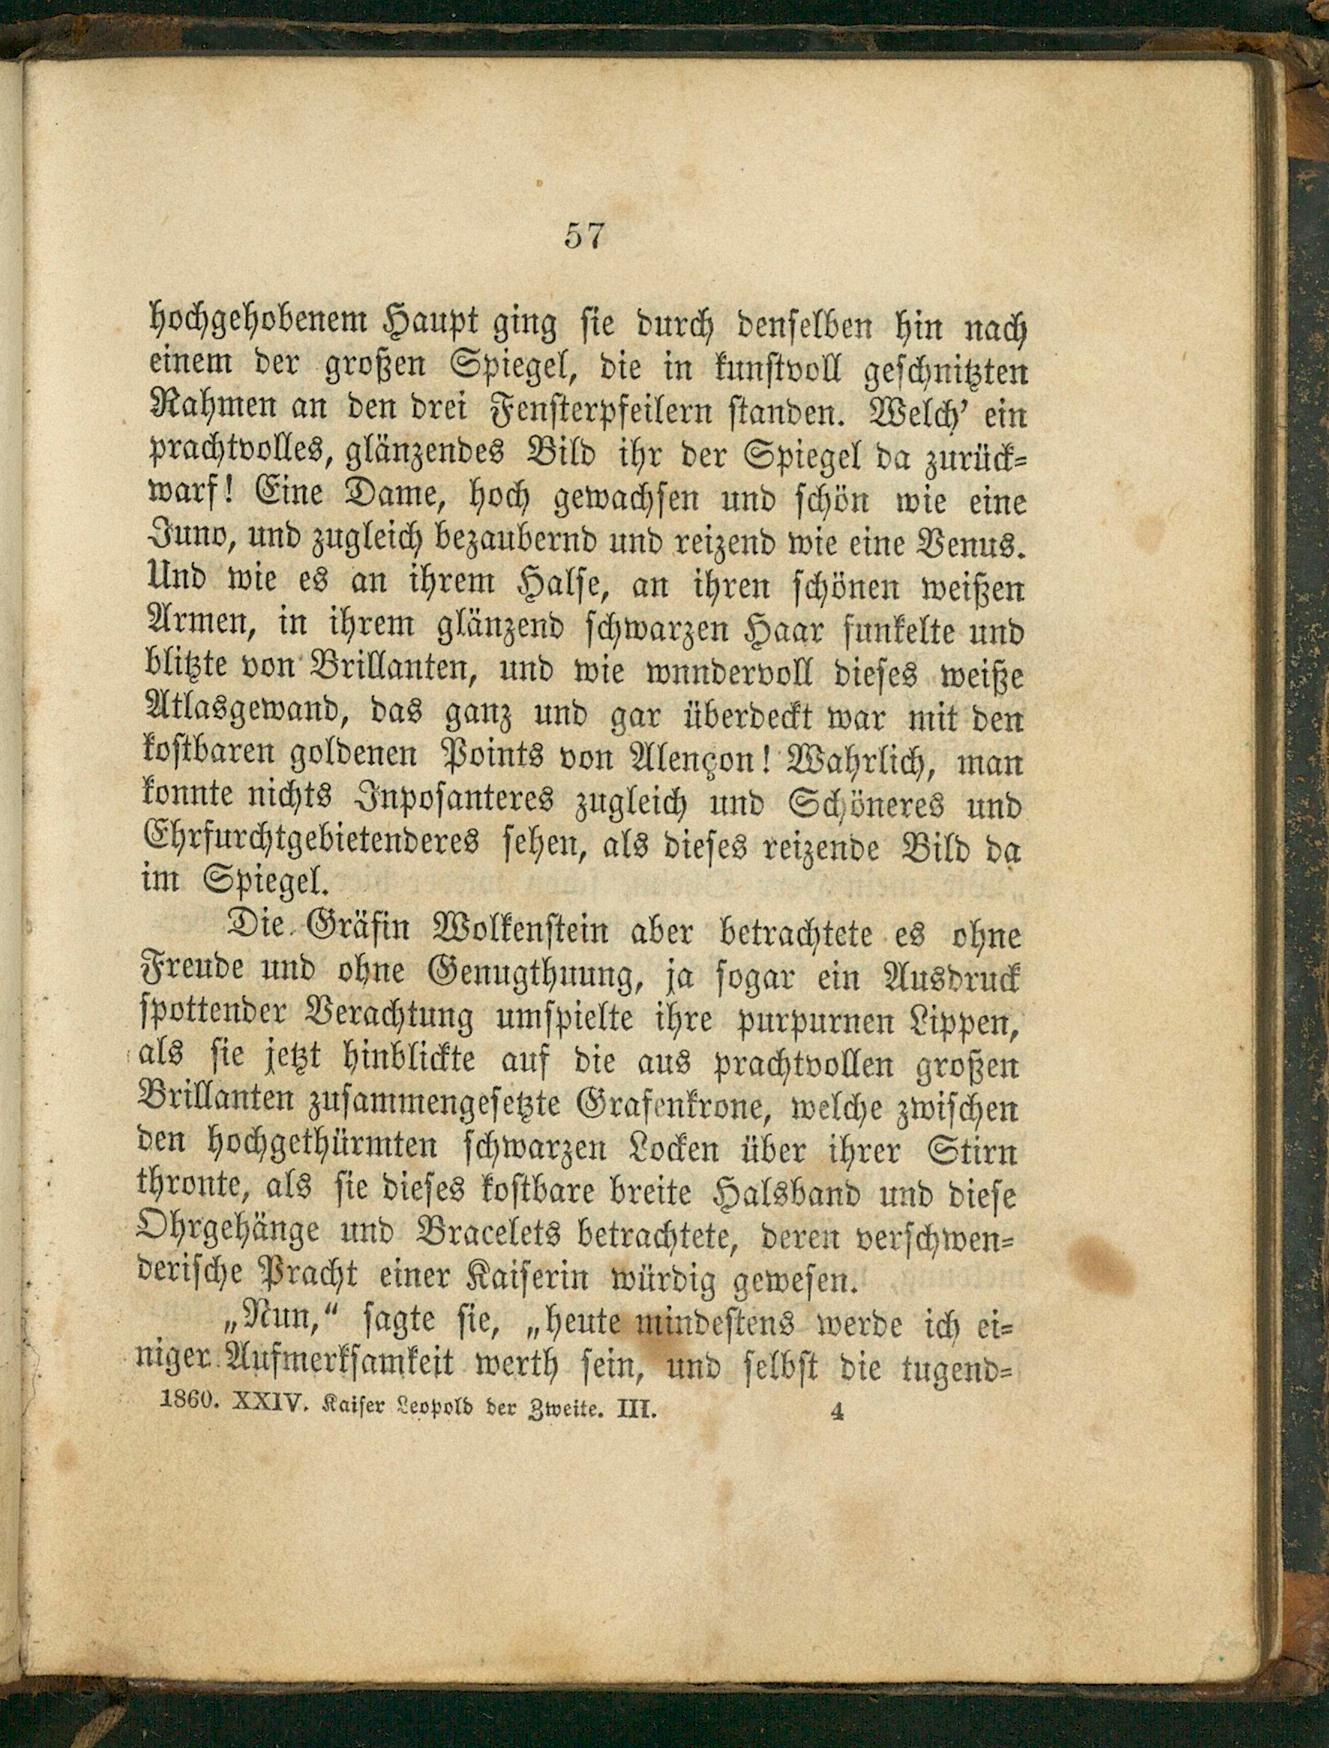 57
hochgehobenem Haupt ging sie durch denselben hin nach
einem der großen Spiegel, die in kunstvoll geschnitzten
Rahmen an den drei Fensterpfeilern standen. Welch' ein
prachtvolles, glänzendes Bild ihr der Spiegel da zurück-
warf! Eine Dame, hoch gewachsen und schön wie eine
Juno, und zugleich bezaubernd und reizend wie eine Venus.
Und wie es an ihrem Halse, an ihren schönen weißen
Armen, in ihrem glänzend schwarzen Haar funkelte und
blitzte von Brillanten, und wie wundervoll dieses weiße
Atlasgewand, das ganz und gar überdeckt war mit den
kostbaren goldenen Points von Alençon! Wahrlich, man
konnte nichts Inposanteres zugleich und Schöneres und
Ehrfurchtgebietenderes sehen, als dieses reizende Bild da
im Spiegel.
Die Gräfin Wolkenstein aber betrachtete es ohne
Freude und ohne Genugthuung, ja sogar ein Ausdruck
spottender Verachtung umspielte ihre purpurnen Lippen,
als sie jetzt hinblickte auf die aus prachtvollen großen
Brillanten zusammengesetzte Grafenkrone, welche zwischen
den hochgethürmten schwarzen Locken über ihrer Stirn
thronte, als sie dieses kostbare breite Halsband und diese
Ohrgehänge und Bracelets betrachtete, deren verschwen-
derische Pracht einer Kaiserin würdig gewesen.
„Nun,“ sagte sie, „heute mindestens werde ich ei-
niger Aufmerksamkeit werth sein, und selbst die tugend-
1860. XXIV. Kaiser Leopold der Zweite. III. 4